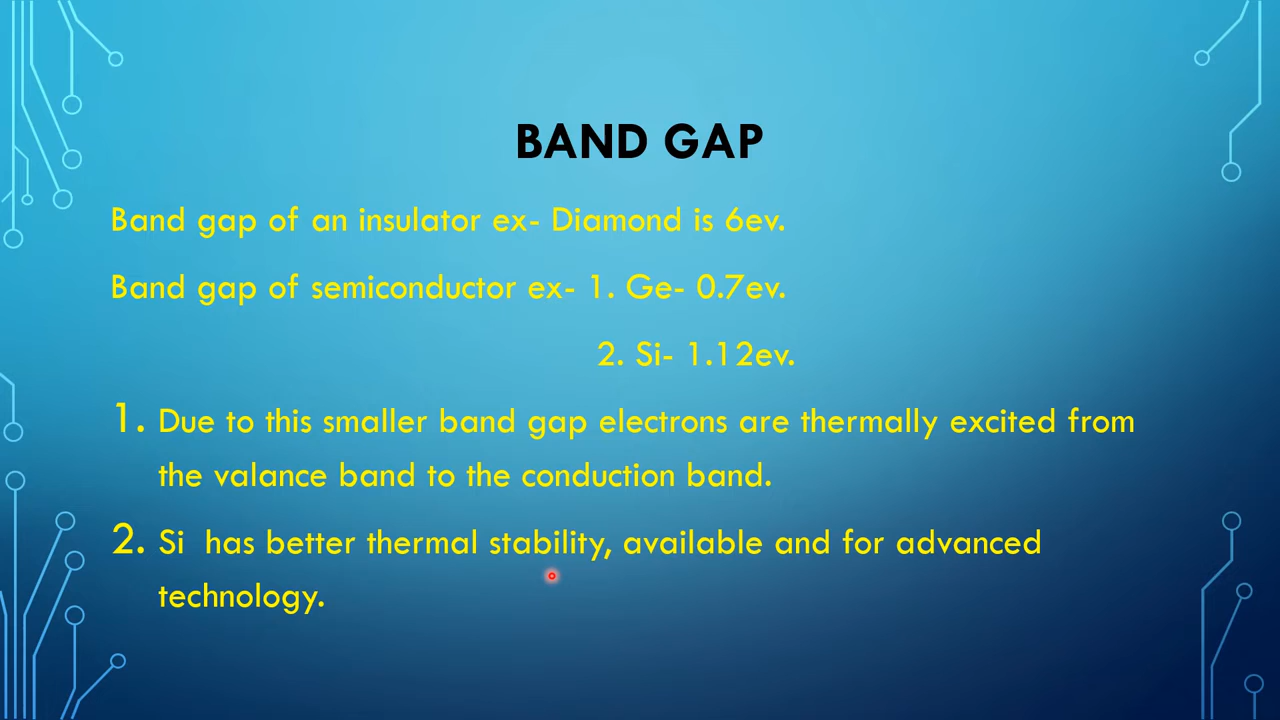 BAND GAP
Band gap of an insulator ex- Diamond is 6ev.
Band gap of semiconductor ex- 1. Ge- 0.7ev.
2. Si- 1.12ev.
1. Due to this smaller band gap electrons are thermally excited from
the valance band to the conduction band.
2. Si  has better thermal stability, available and for advanced
technology.